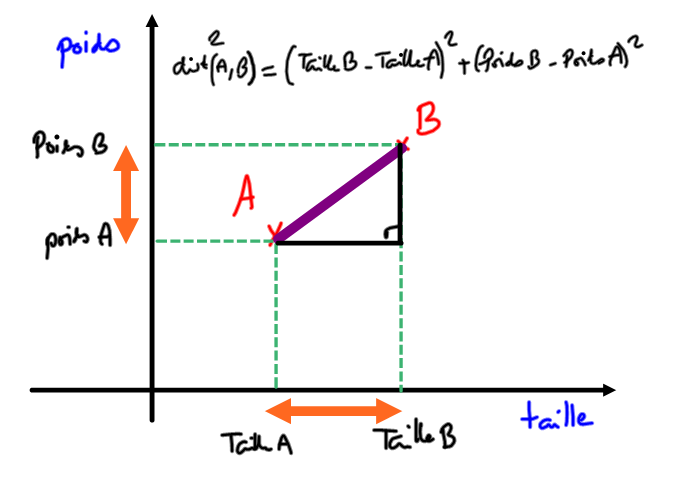 poids
dist²(A,B) = (Taille B - Taille A)² + (Poids B - Poids A)²
B
Poids B
A
poids A
taille
Taille A
Taille B